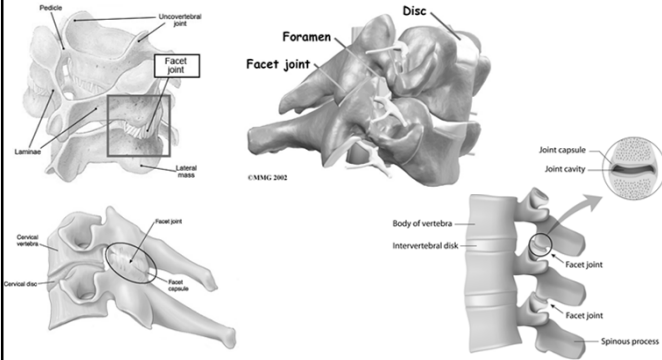 Pedicle
Uncovertebral
joint
Facet
joint
Laminae
Lateral
mass
Disc
Foramen
Facet joint
©MMG 2002
Cervical
vertebra
Cervical disc
Facet joint
Facet
capsule
Joint capsule
Joint cavity
Body of vertebra
Intervertebral disk
Facet joint
Facet joint
Spinous process